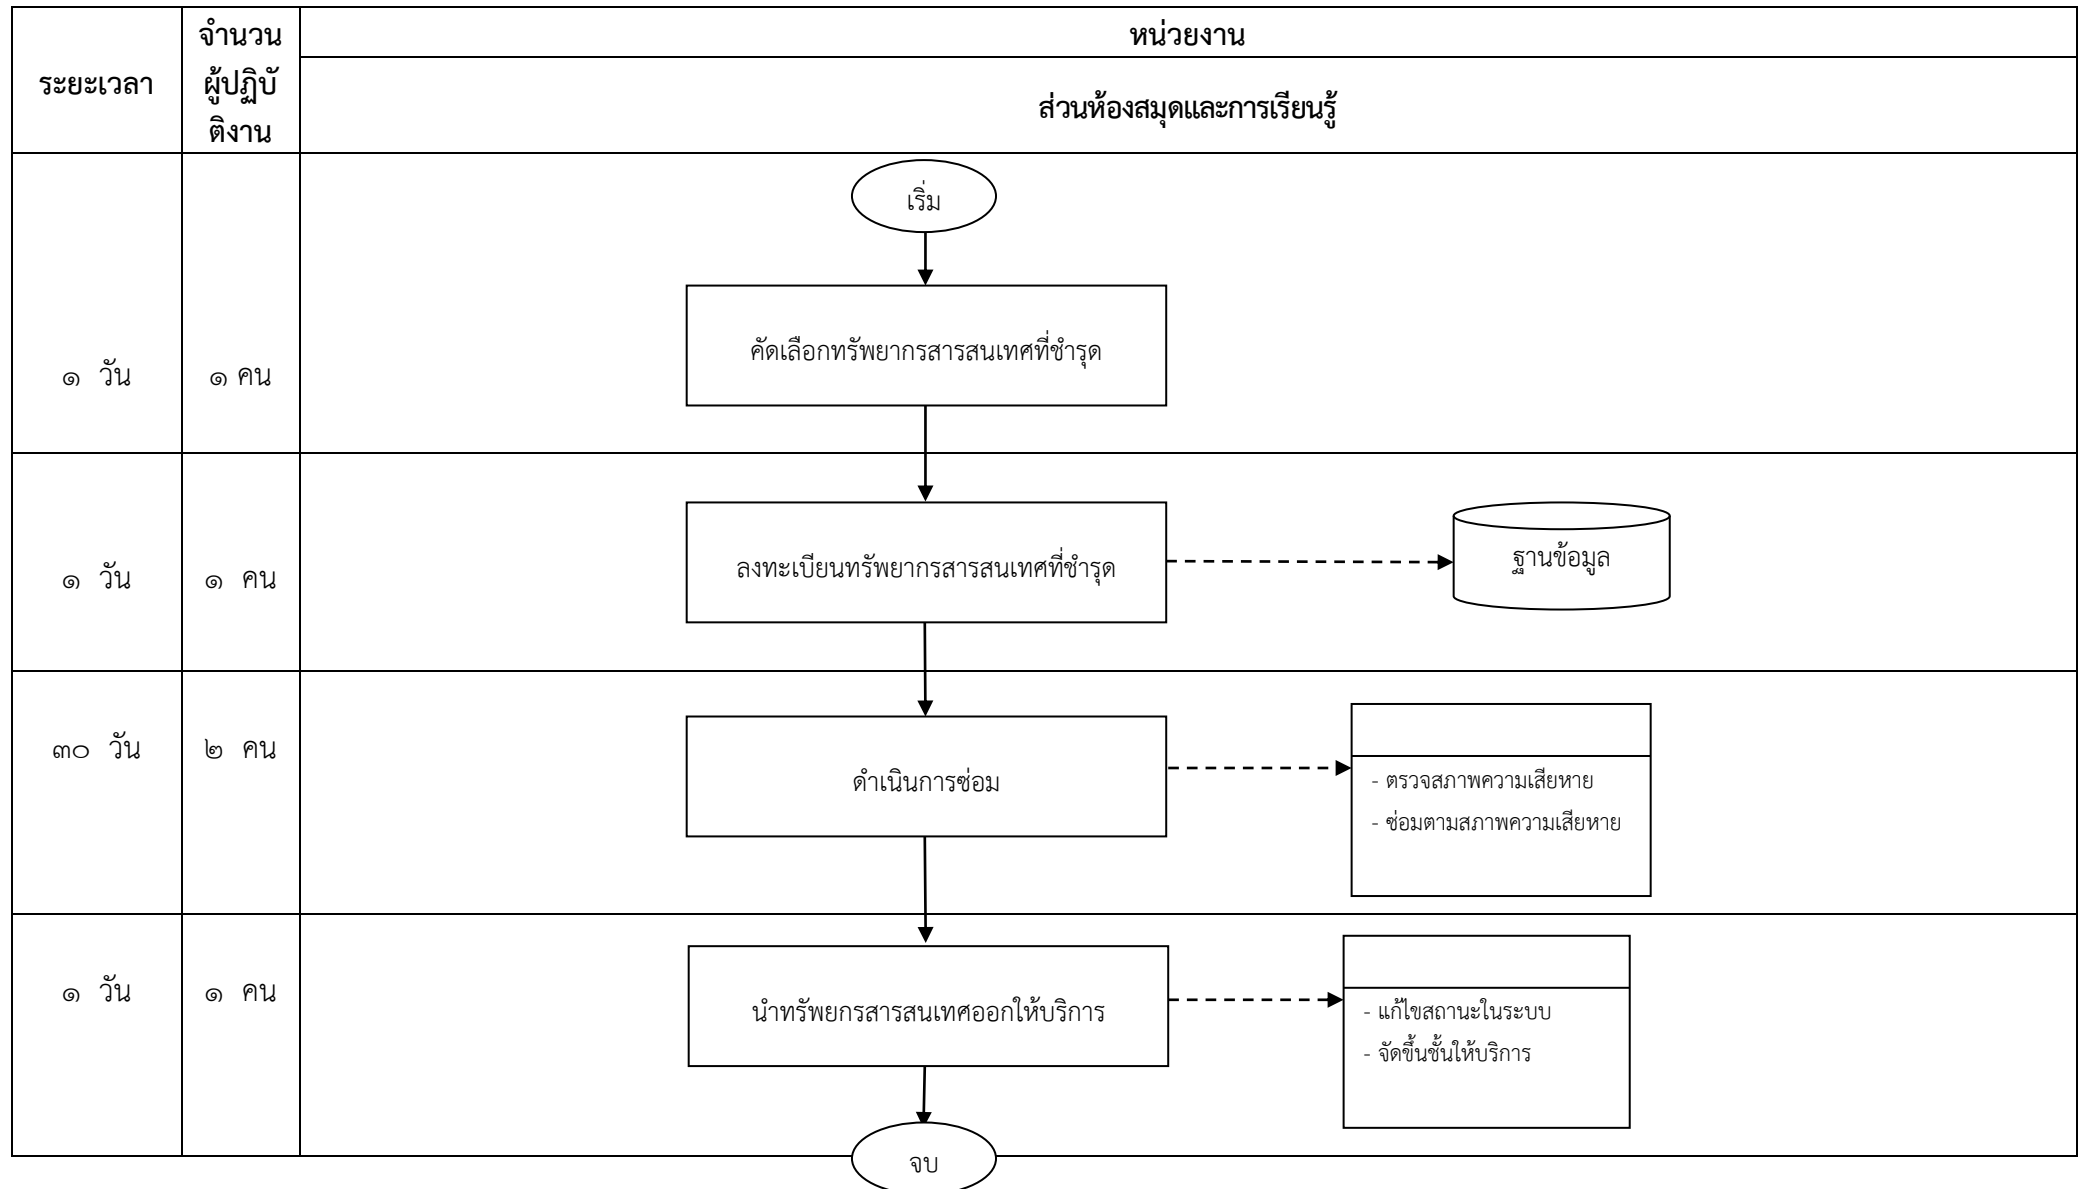 ระยะเวลา
จำนวน
ผู้ปฏิบั
ติงาน
หน่วยงาน
ส่วนห้องสมุดและการเรียนรู้
เริ่ม
๑ วัน
๑ คน
คัดเลือกทรัพยากรสารสนเทศที่ชำรุด
๑ วัน
๑ คน
ลงทะเบียนทรัพยากรสารสนเทศที่ชำรุด
ฐานข้อมูล
๓๐ วัน
๒ คน
ดำเนินการซ่อม
- ตรวจสภาพความเสียหาย
- ซ่อมตามสภาพความเสียหาย
๑ วัน
๑ คน
นำทรัพยกรสารสนเทศออกให้บริการ
- แก้ไขสถานะในระบบ
- จัดขึ้นชั้นให้บริการ
จบ